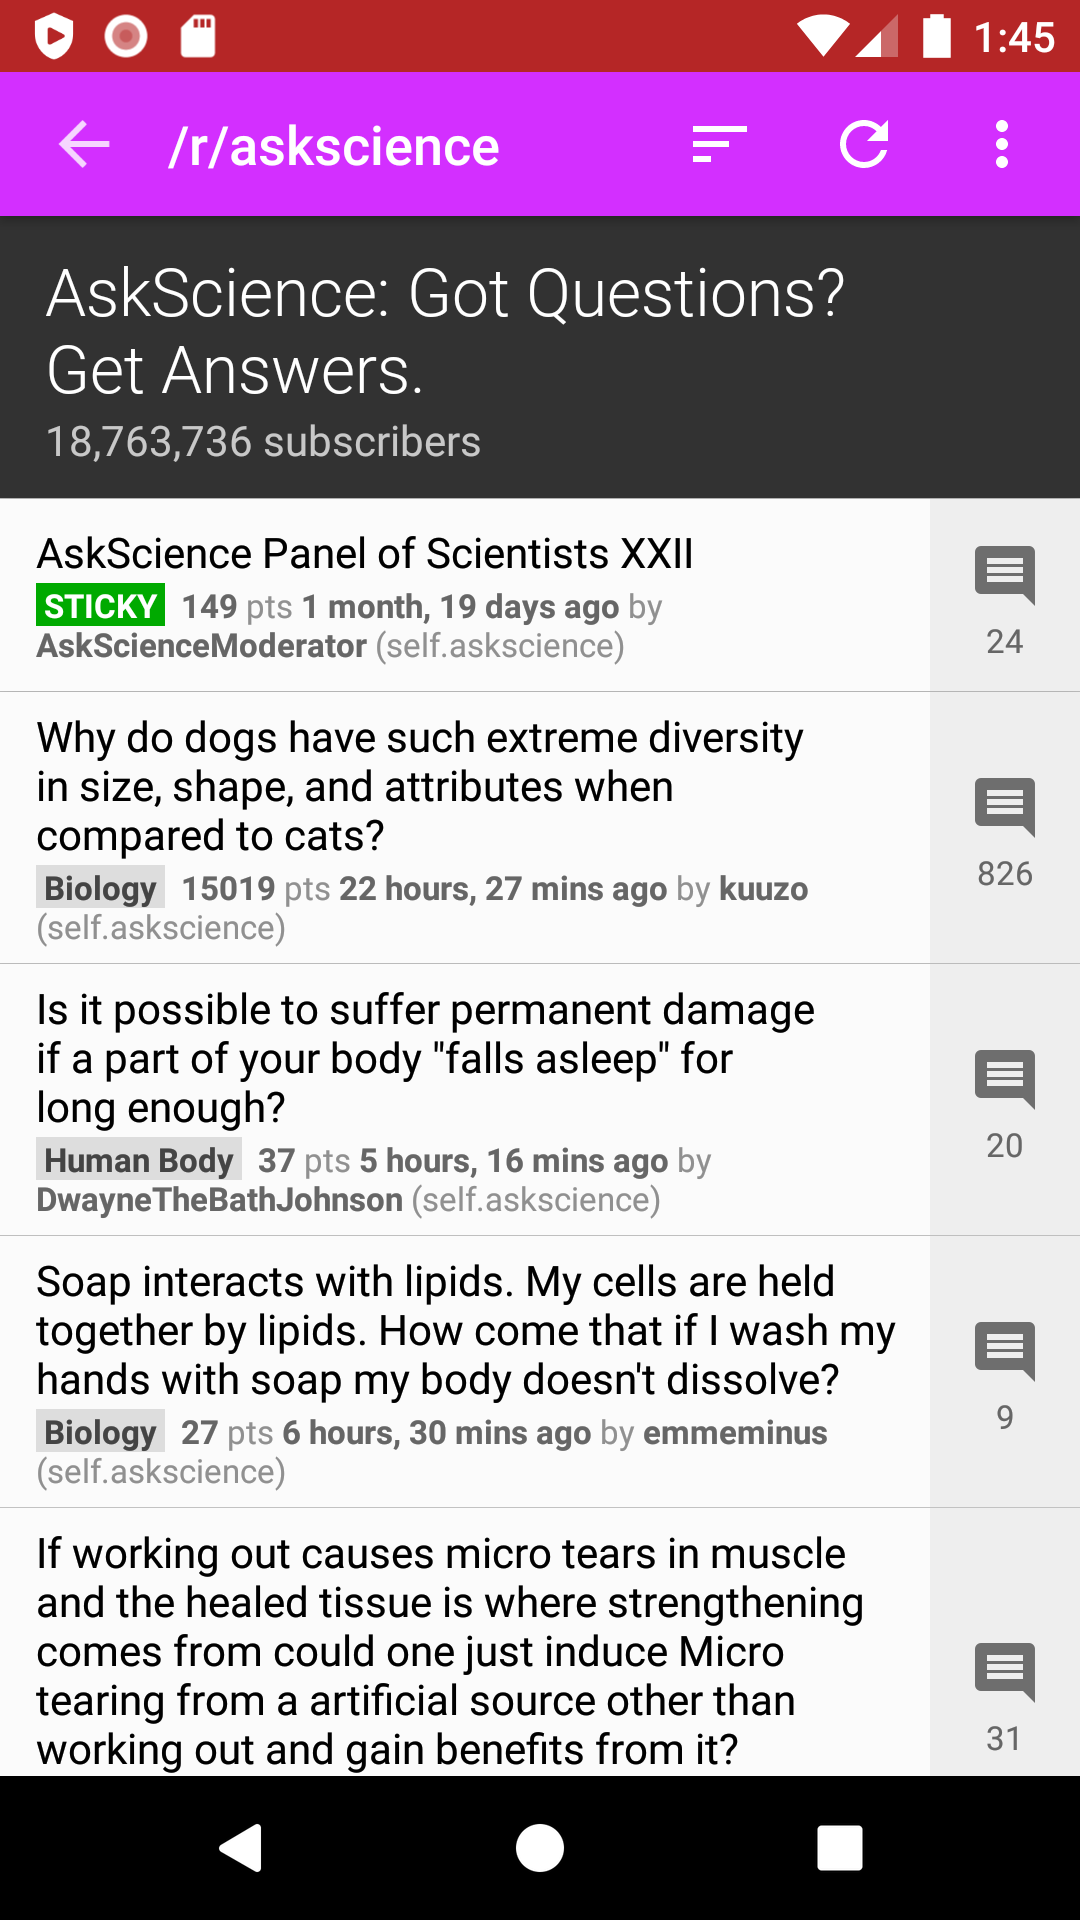 1:45
/r/askscience
AskScience: Got Questions?
Get Answers.
18,763,736 subscribers
AskScience Panel of Scientists XXII
STICKY 149 pts 1 month, 19 days ago by
AskScienceModerator (self.askscience)
24
Why do dogs have such extreme diversity
in size, shape, and attributes when
compared to cats?
Biology 15019 pts 22 hours, 27 mins ago by kuuzo
(self.askscience)
826
Is it possible to suffer permanent damage
if a part of your body "falls asleep" for
long enough?
Human Body 37 pts 5 hours, 16 mins ago by
DwayneTheBathJohnson (self.askscience)
20
Soap interacts with lipids. My cells are held
together by lipids. How come that if I wash my
hands with soap my body doesn't dissolve?
Biology 27 pts 6 hours, 30 mins ago by emmeminus
(self.askscience)
9
If working out causes micro tears in muscle
and the healed tissue is where strengthening
comes from could one just induce Micro
tearing from a artificial source other than
working out and gain benefits from it?
31